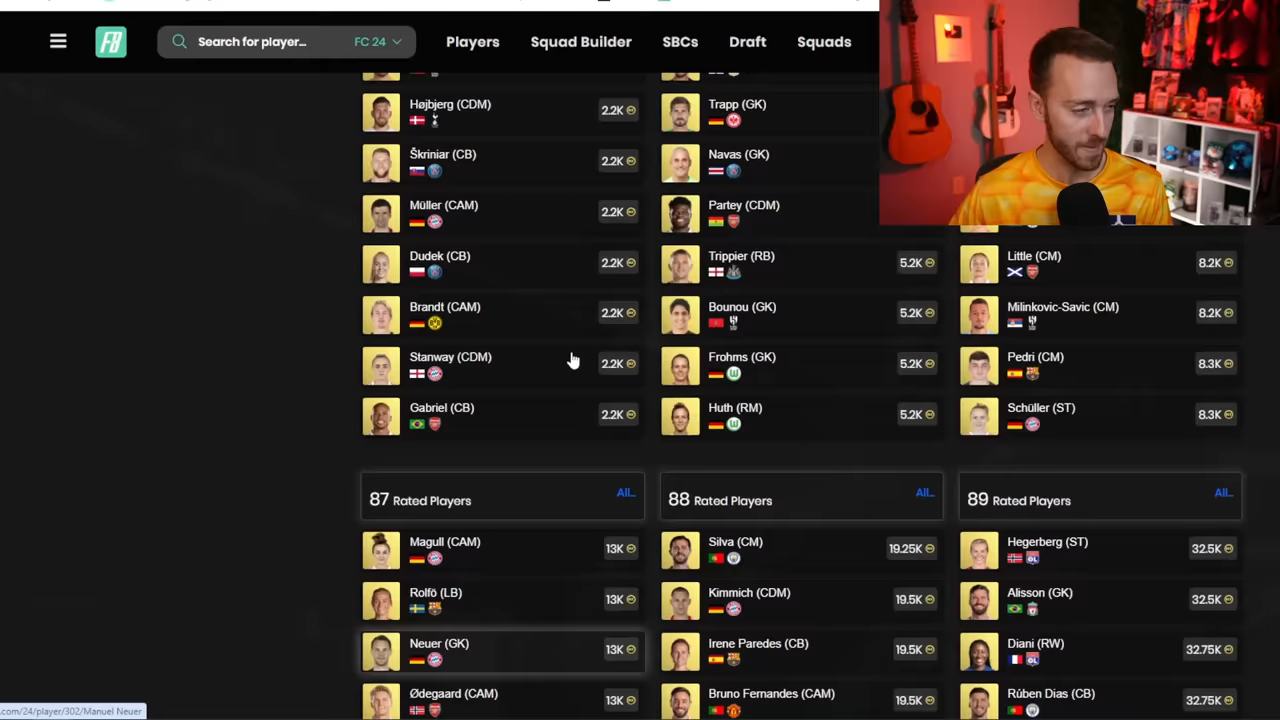 FB
Search for player...
FC 24
Players
Squad Builder
SBCs
Draft
Squads
Højbjerg (CDM)
2.2K
Škriniar (CB)
2.2K
Müller (CAM)
2.2K
Dudek (CB)
2.2K
Brandt (CAM)
2.2K
Stanway (CDM)
2.2K
Gabriel (CB)
2.2K
Trapp (GK)
Navas (GK)
Partey (CDM)
Trippier (RB)
5.2K
Bounou (GK)
5.2K
Frohms (GK)
5.2K
Huth (RM)
5.2K
Little (CM)
8.2K
Milinkovic-Savic (CM)
8.2K
Pedri (CM)
8.3K
Schüller (ST)
8.3K
87 Rated Players
All..
Magull (CAM)
13K
Rolfö (LB)
13K
Neuer (GK)
13K
Ødegaard (CAM)
13K
88 Rated Players
All..
Silva (CM)
19.25K
Kimmich (CDM)
19.5K
Irene Paredes (CB)
19.5K
Bruno Fernandes (CAM)
19.5K
89 Rated Players
All..
Hegerberg (ST)
32.5K
Alisson (GK)
32.5K
Diani (RW)
32.75K
Rúben Dias (CB)
32.75K
.com/24/player/302/Manuel Neuer